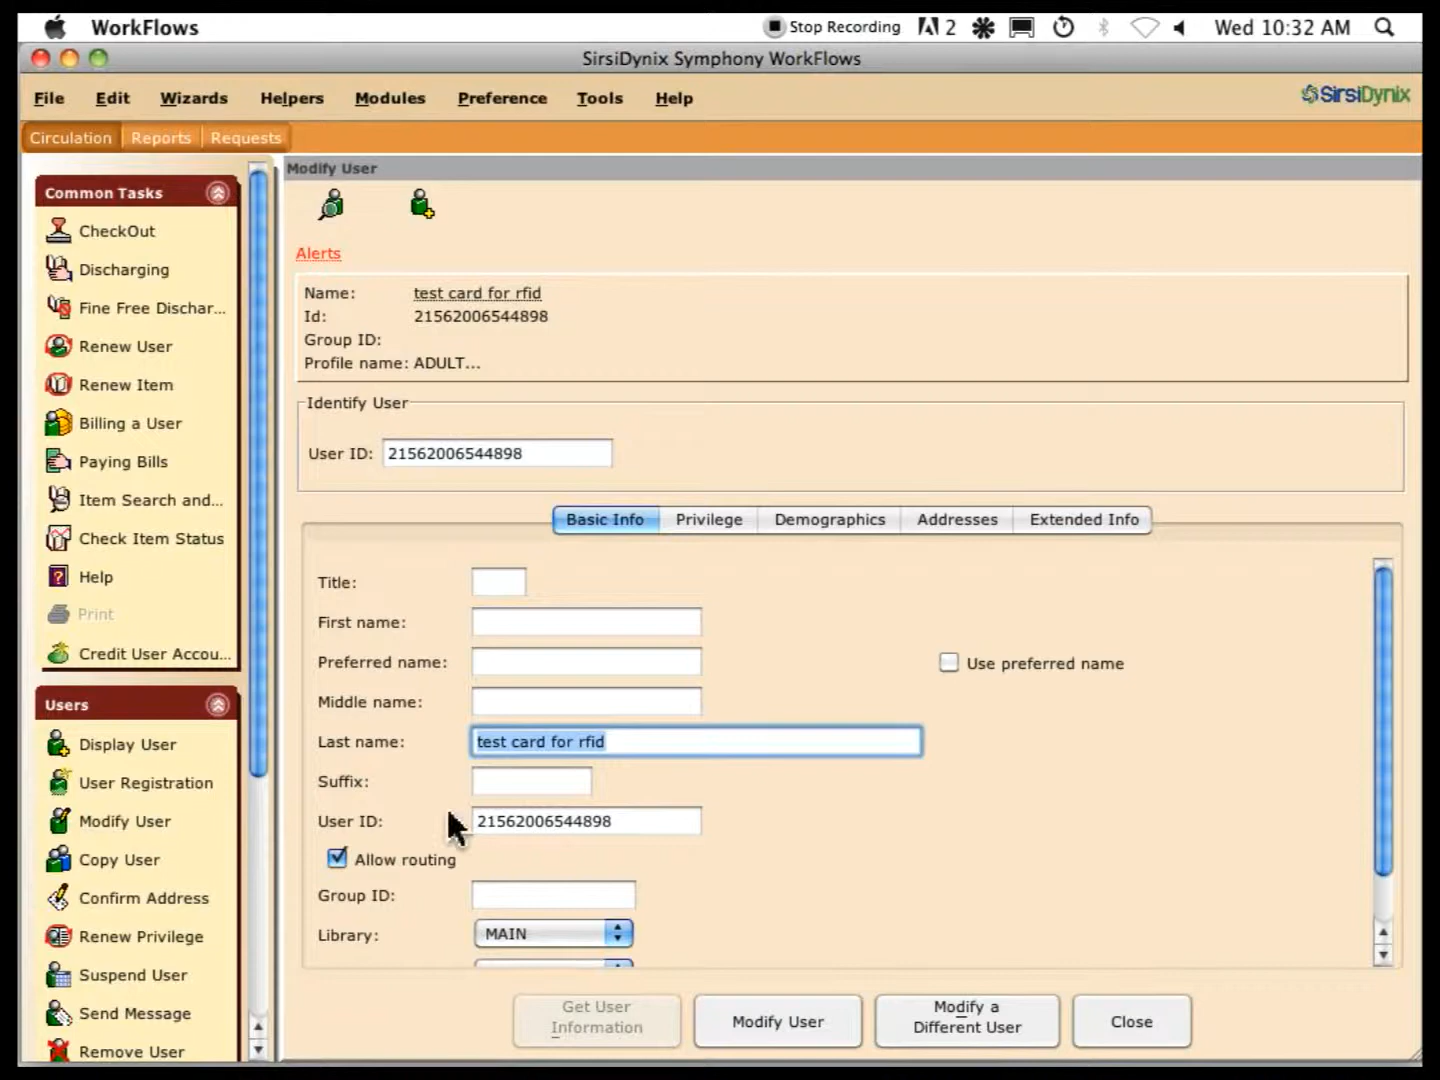 WorkFlows
Stop Recording
2
Wed 10:32 AM
SirsiDynix Symphony WorkFlows
File Edit Wizards Helpers Modules Preference Tools Help
SirsiDynix
Circulation Reports Requests
Common Tasks
CheckOut
Discharging
Fine Free Dischar...
Renew User
Renew Item
Billing a User
Paying Bills
Item Search and...
Check Item Status
Help
Print
Credit User Accou...
Users
Display User
User Registration
Modify User
Copy User
Confirm Address
Renew Privilege
Suspend User
Send Message
Remove User
Modify User
Alerts
Name: test card for rfid
Id: 21562006544898
Group ID:
Profile name: ADULT...
Identify User
User ID: 21562006544898
Basic Info Privilege Demographics Addresses Extended Info
Title:
First name:
Preferred name: Use preferred name
Middle name:
Last name: test card for rfid
Suffix:
User ID: 21562006544898
Allow routing
Group ID:
Library: MAIN
Get User Information
Modify User
Modify a Different User
Close